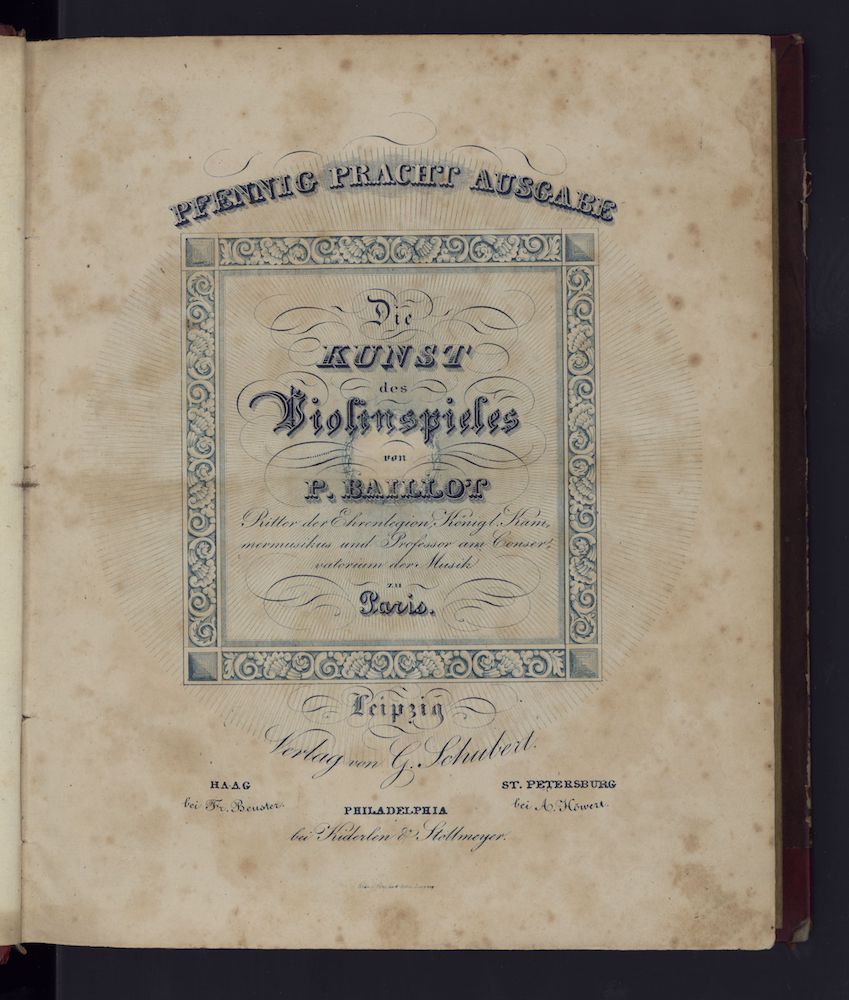 PFENNIG PRACHT AUSGABE
Die
KUNST
des
Violinspieles
von
P. BAILLOT
Ritter der Ehrenlegion, Königl. Kam,
mermusikus und Professor am Conser,
vatorium der Musik
zu
Paris.
Leipzig
Verlag von G. Schubert.
HAAG
bei Fr. Beuster.
ST. PETERSBURG
bei A. Höwert.
PHILADELPHIA
bei Kiderlen & Stollmeyer.